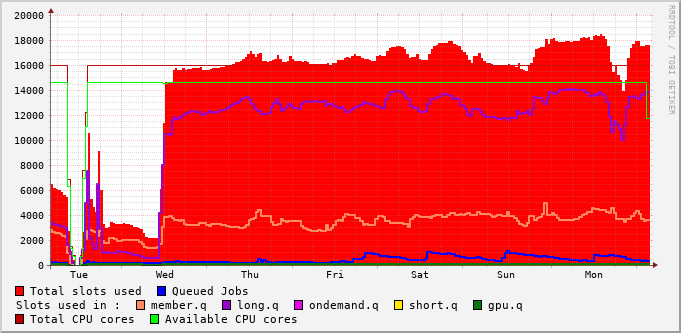 20000
18000
16000
14000
12000
10000
8000
6000
4000
2000
0
Tue Wed Thu Fri Sat Sun Mon
RRDTOOL / TOBI OETIKER
Total slots used Queued Jobs
Slots used in : member.q long.q ondemand.q short.q gpu.q
Total CPU cores Available CPU cores